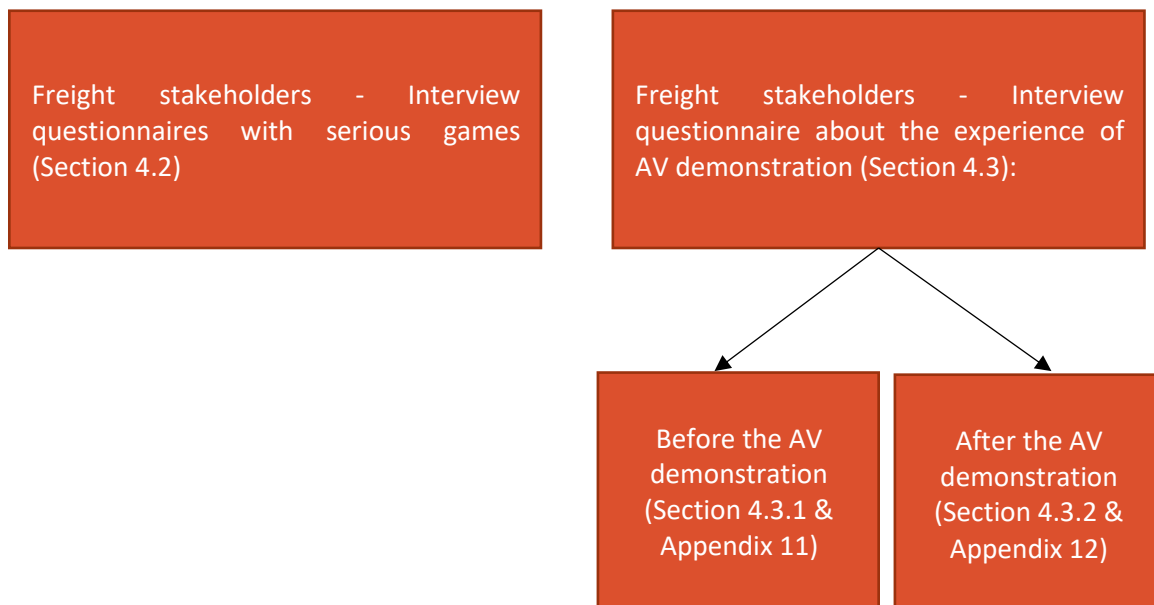 Freight stakeholders - Interview
questionnaires with serious games
(Section 4.2)
Freight stakeholders - Interview
questionnaire about the experience of
AV demonstration (Section 4.3):
Before the AV
demonstration
(Section 4.3.1 &
Appendix 11)
After the AV
demonstration
(Section 4.3.2 &
Appendix 12)